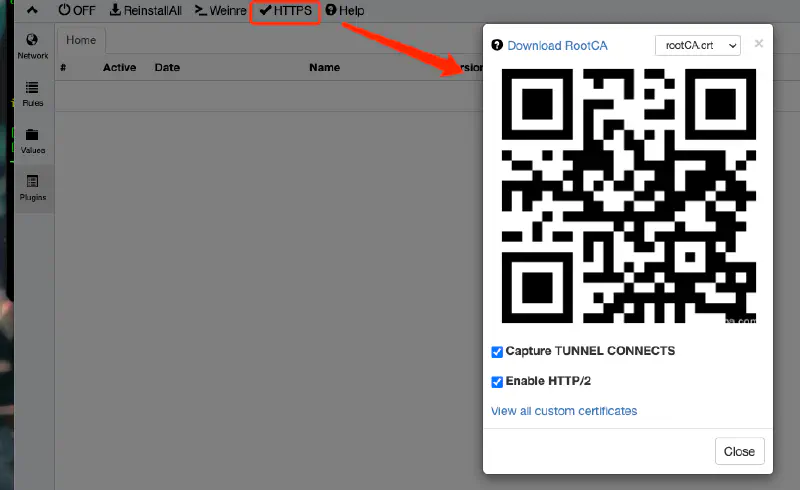 OFF ReinstallAll Weinre HTTPS Help
Network
Rules
Values
Plugins
Home
# Active Date Name
Download RootCA rootCA.crt ×
Capture TUNNEL CONNECTS
Enable HTTP/2
View all custom certificates
Close